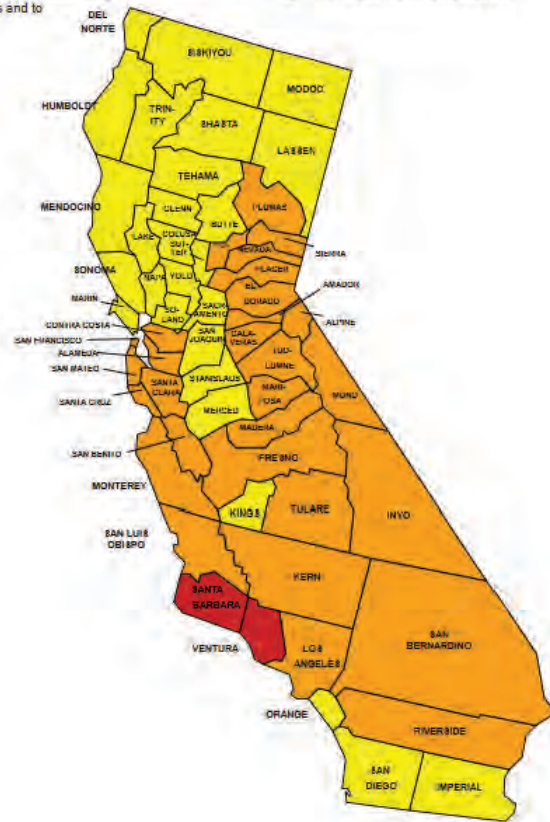 s and to
DEL
NORTE
SISKIYOU
MODOC
HUMBOLDT
TRIN-
ITY
SHASTA
LASSEN
TEHAMA
MENDOCINO
GLENN
PLUMAS
BUTTE
LAKE
COLUSA
SUT-
TER
NEVADA
SIERRA
PLACER
SONOMA
NAPA
YOLO
EL
DORADO
AMADOR
MARIN
SO-
LANO
SACR-
AMENTO
ALPINE
CONTRA COSTA
SAN FRANCISCO
SAN
JOAQUIN
CALA-
VERAS
ALAMEDA
TUO-
LUMNE
SAN MATEO
SANTA
CLARA
STANISLAUS
MARI-
POSA
MONO
SANTA CRUZ
MERCED
MADERA
SAN BENITO
FRESNO
MONTEREY
KINGS
TULARE
INYO
SAN LUIS
OBISPO
KERN
SANTA
BARBARA
VENTURA
LOS
ANGELES
SAN
BERNARDINO
ORANGE
RIVERSIDE
SAN
DIEGO
IMPERIAL